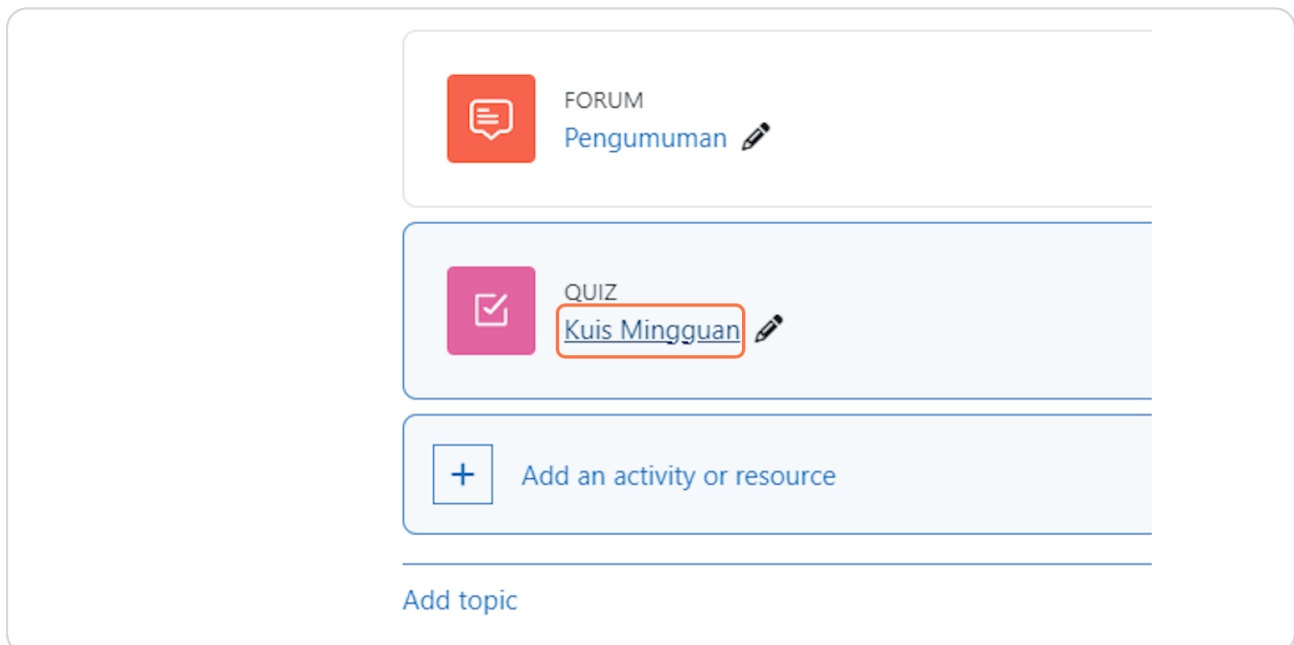 FORUM
Pengumuman
QUIZ
Kuis Mingguan
Add an activity or resource
Add topic